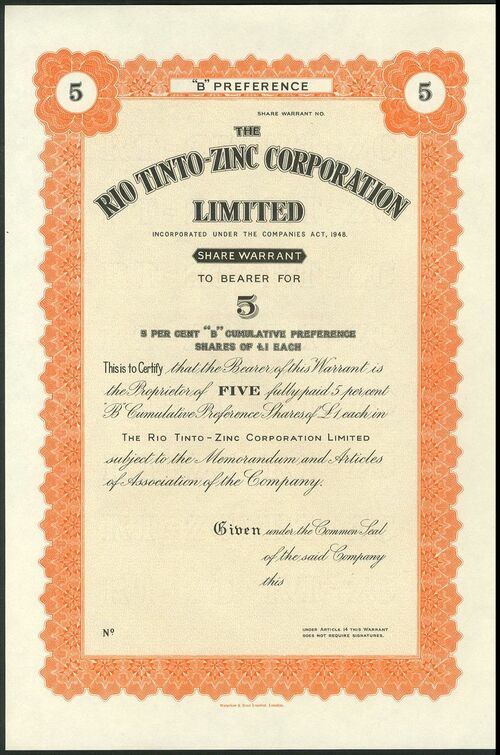 "B" PREFERENCE
5
5
SHARE WARRANT NO.
THE
RIO TINTO-ZINC CORPORATION
LIMITED
INCORPORATED UNDER THE COMPANIES ACT, 1948.
SHARE WARRANT
TO BEARER FOR
5
5 PER CENT "B" CUMULATIVE PREFERENCE
SHARES OF £1 EACH
This is to Certify that the Bearer of this Warrant is
the Proprietor of FIVE fully paid 5 per cent
"B" Cumulative Preference Shares of £1 each in
THE RIO TINTO-ZINC CORPORATION LIMITED
subject to the Memorandum and Articles
of Association of the Company.
Given under the Common Seal
of the said Company
this
Nº
UNDER ARTICLE 14 THIS WARRANT
DOES NOT REQUIRE SIGNATURES.
Waterlow & Sons Limited, London.